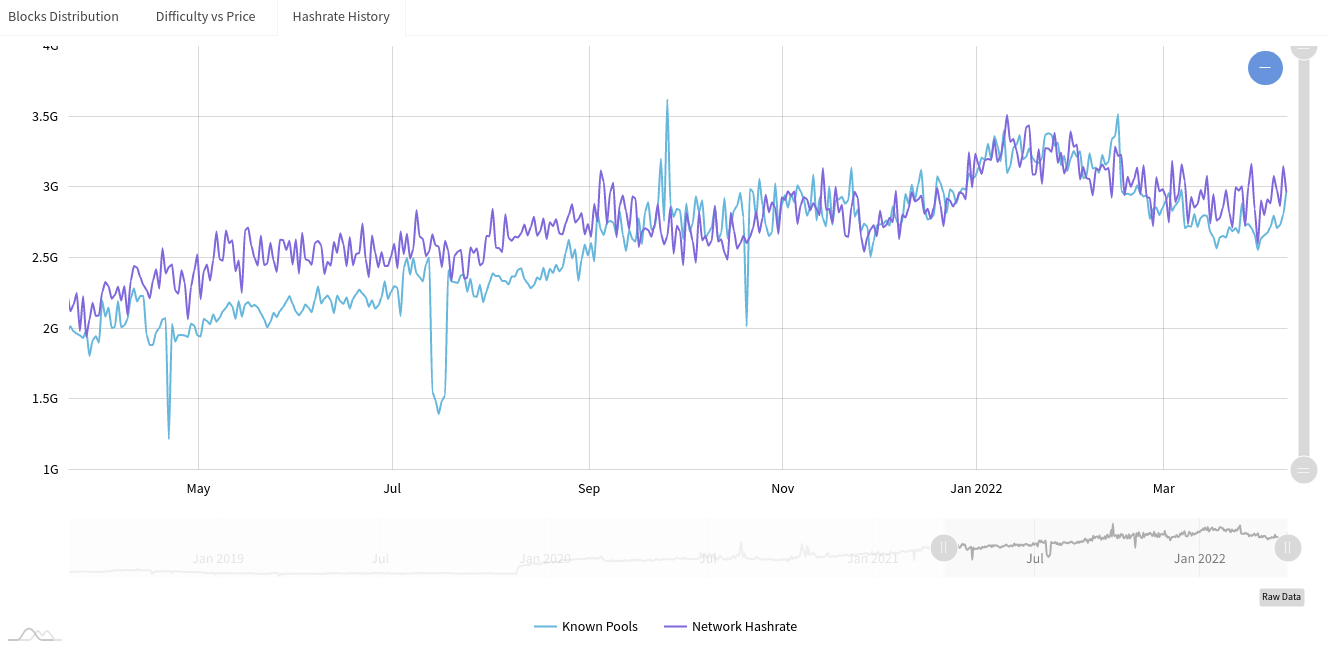 Blocks Distribution Difficulty vs Price Hashrate History
4G
3.5G
3G
2.5G
2G
1.5G
1G
May Jul Sep Nov Jan 2022 Mar
Jan 2019 Jul Jan 2020 Jul Jan 2021 Jul Jan 2022
Raw Data
Known Pools Network Hashrate